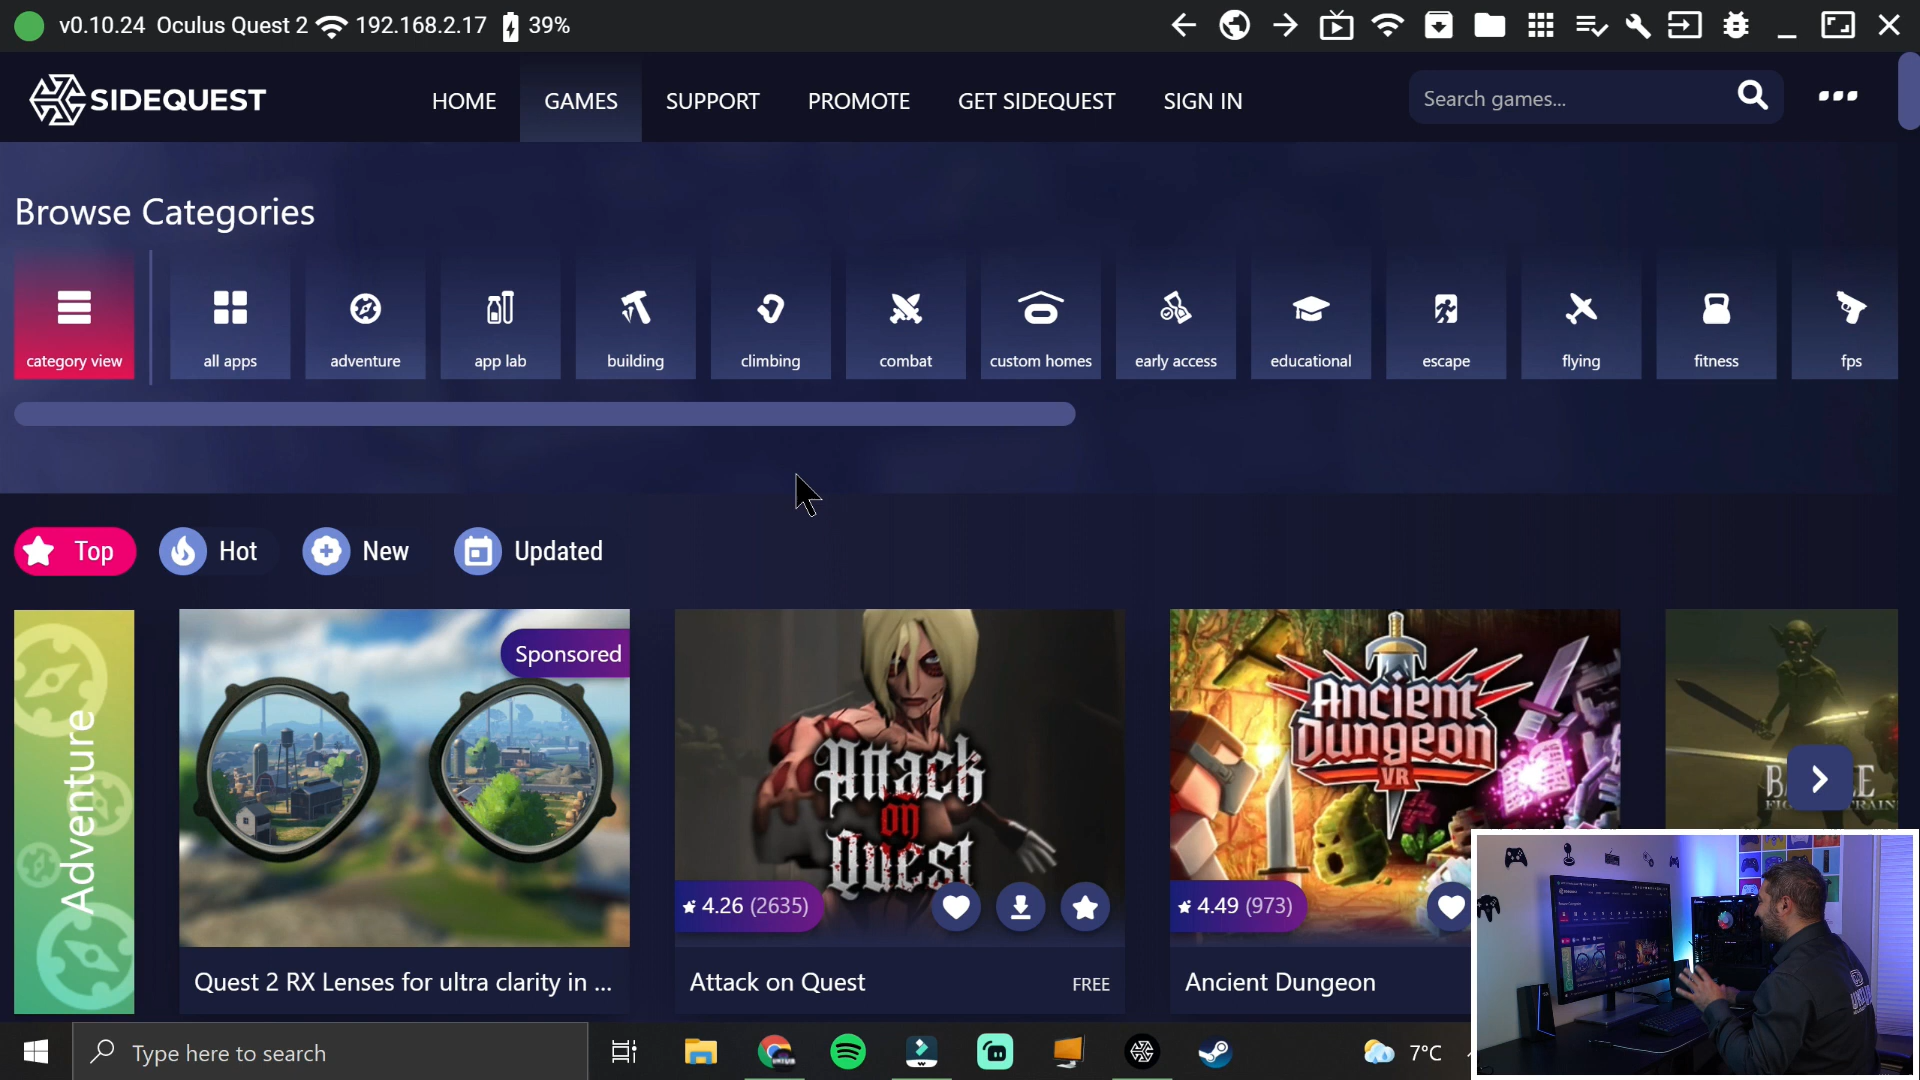 v0.10.24 Oculus Quest 2 192.168.2.17 39%
SIDEQUEST
HOME
GAMES
SUPPORT
PROMOTE
GET SIDEQUEST
SIGN IN
Search games...
Browse Categories
category view
all apps
adventure
app lab
building
climbing
combat
custom homes
early access
educational
escape
flying
fitness
fps
Top
Hot
New
Updated
Adventure
Sponsored
Quest 2 RX Lenses for ultra clarity in ...
Attack
on
Quest
4.26 (2635)
Attack on Quest
FREE
Ancient
Dungeon
VR
4.49 (973)
Ancient Dungeon
Type here to search
7°C